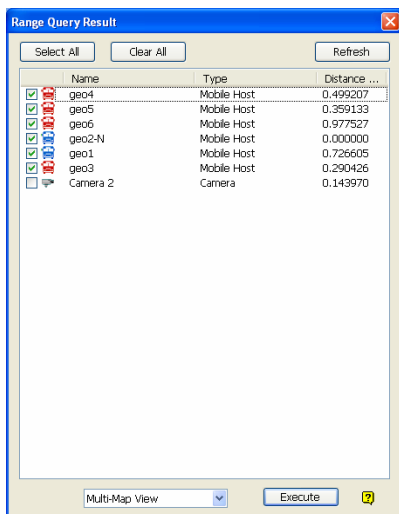 Range Query Result
Select All Clear All Refresh
Name Type Distance ...
geo4 Mobile Host 0.499207
geo5 Mobile Host 0.359133
geo6 Mobile Host 0.977527
geo2-N Mobile Host 0.000000
geo1 Mobile Host 0.726605
geo3 Mobile Host 0.290426
Camera 2 Camera 0.143970
Multi-Map View Execute ?